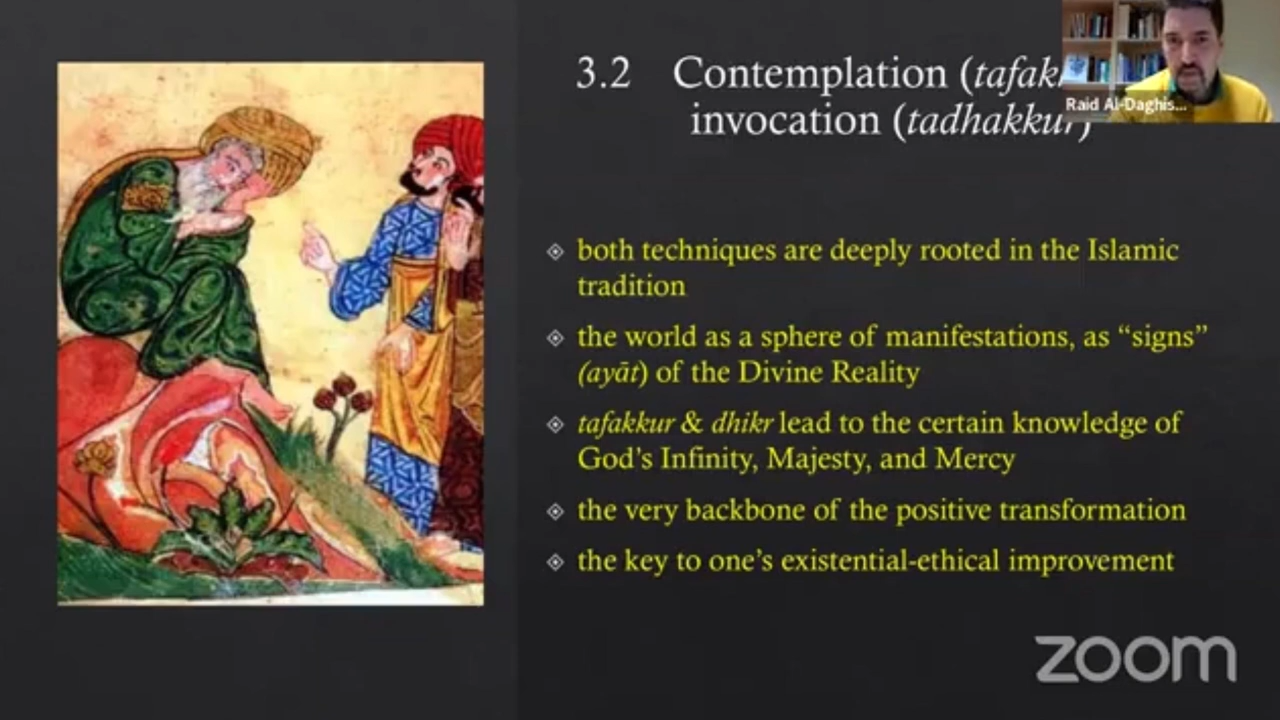 3.2 Contemplation (tafak
invocation (tadhakkur)
Raid Al-Daghis...
both techniques are deeply rooted in the Islamic
tradition
the world as a sphere of manifestations, as “signs”
(ayāt) of the Divine Reality
tafakkur & dhikr lead to the certain knowledge of
God’s Infinity, Majesty, and Mercy
the very backbone of the positive transformation
the key to one’s existential-ethical improvement
zoom